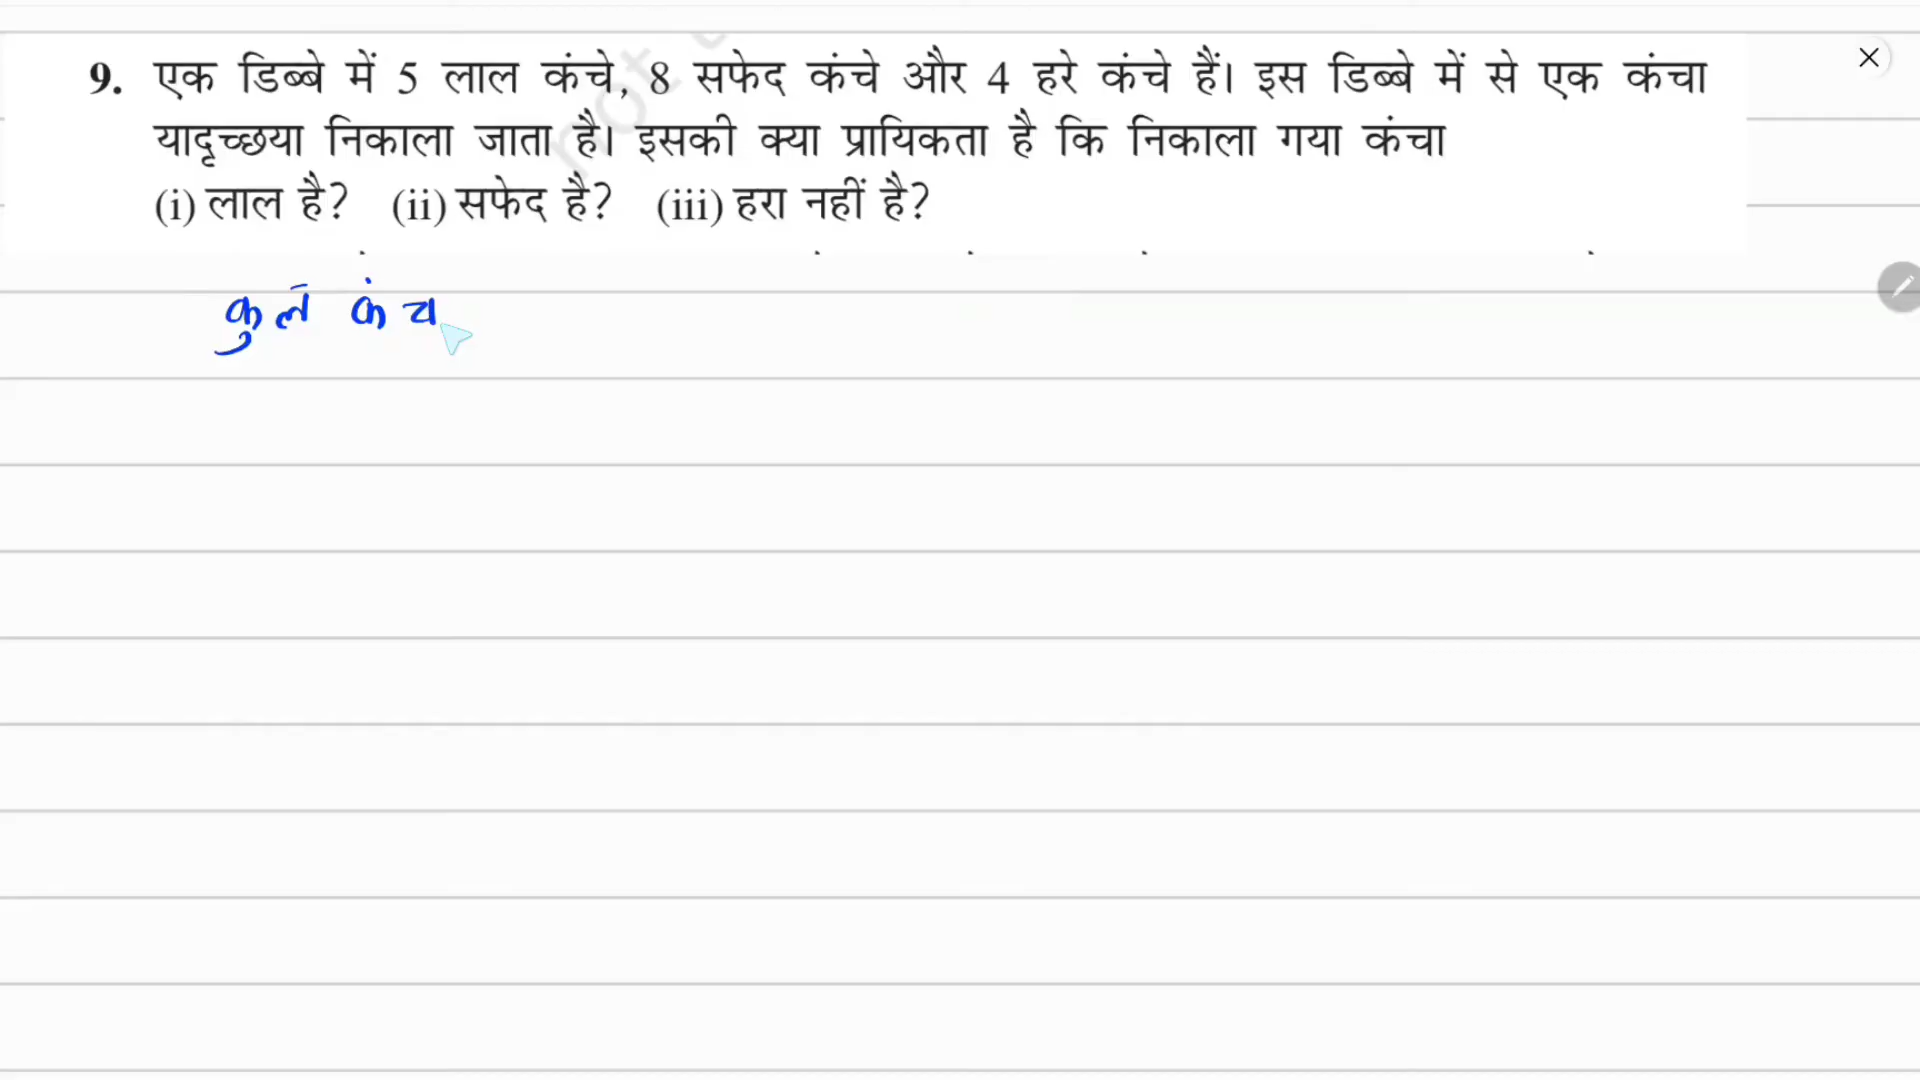 9. एक डिब्बे में 5 लाल कंचे, 8 सफेद कंचे और 4 हरे कंचे हैं। इस डिब्बे में से एक कंचा
यादृच्छया निकाला जाता है। इसकी क्या प्रायिकता है कि निकाला गया कंचा
(i) लाल है? (ii) सफेद है? (iii) हरा नहीं है?
कुल